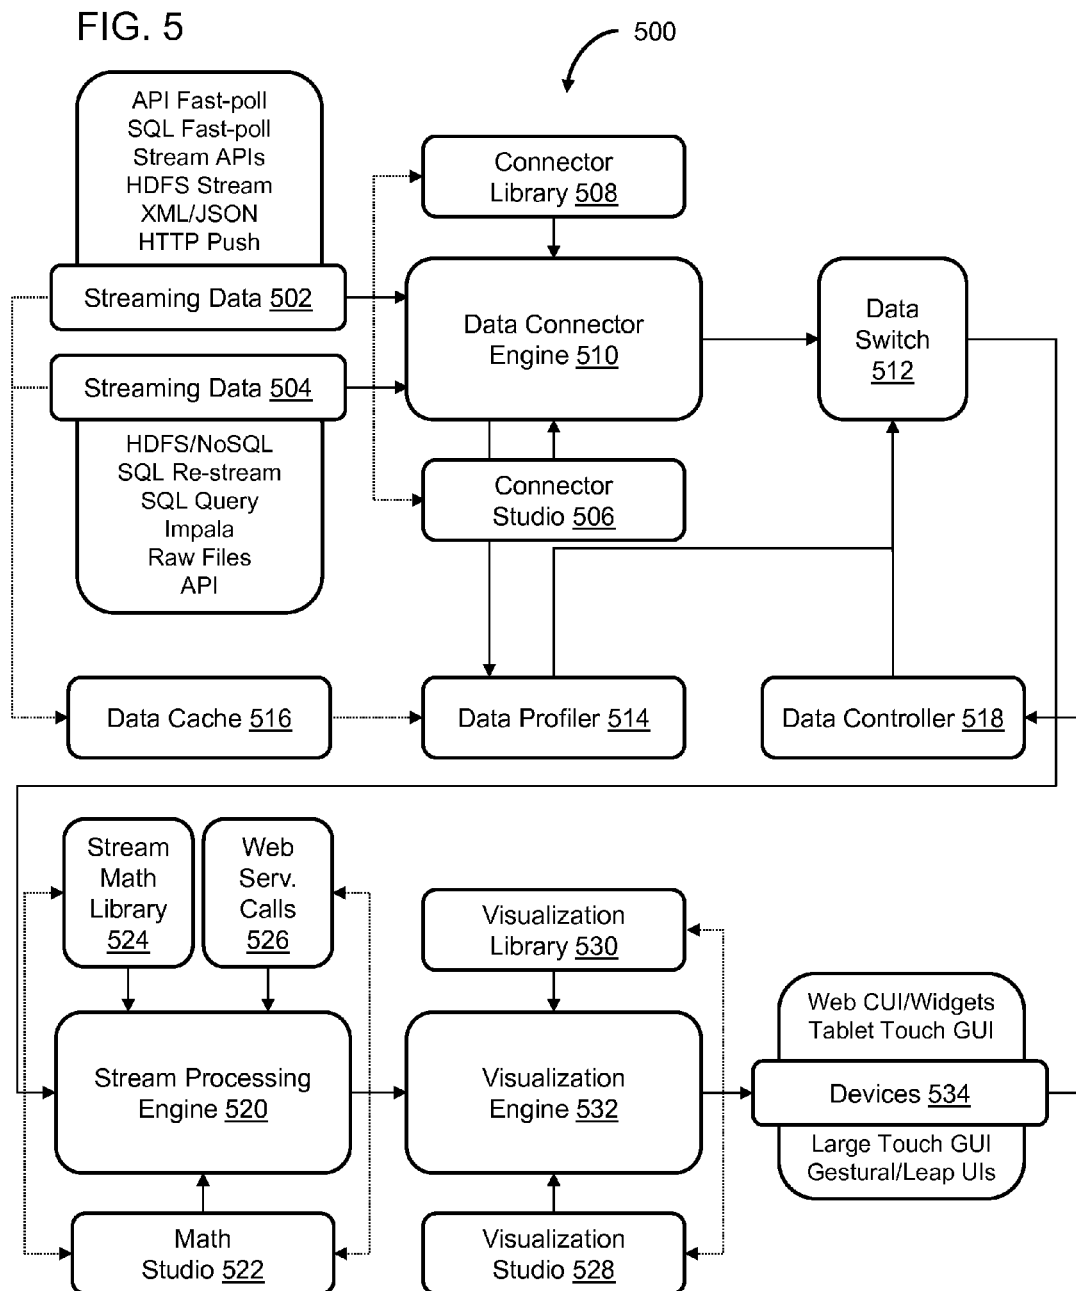 FIG. 5
500
API Fast-poll
SQL Fast-poll
Stream APIs
HDFS Stream
XML/JSON
HTTP Push
Streaming Data 502
Streaming Data 504
HDFS/NoSQL
SQL Re-stream
SQL Query
Impala
Raw Files
API
Connector
Library 508
Data Connector
Engine 510
Connector
Studio 506
Data
Switch
512
Data Cache 516
Data Profiler 514
Data Controller 518
Stream
Math
Library
524
Web
Serv.
Calls
526
Stream Processing
Engine 520
Math
Studio 522
Visualization
Library 530
Visualization
Engine 532
Visualization
Studio 528
Web CUI/Widgets
Tablet Touch GUI
Devices 534
Large Touch GUI
Gestural/Leap UIs